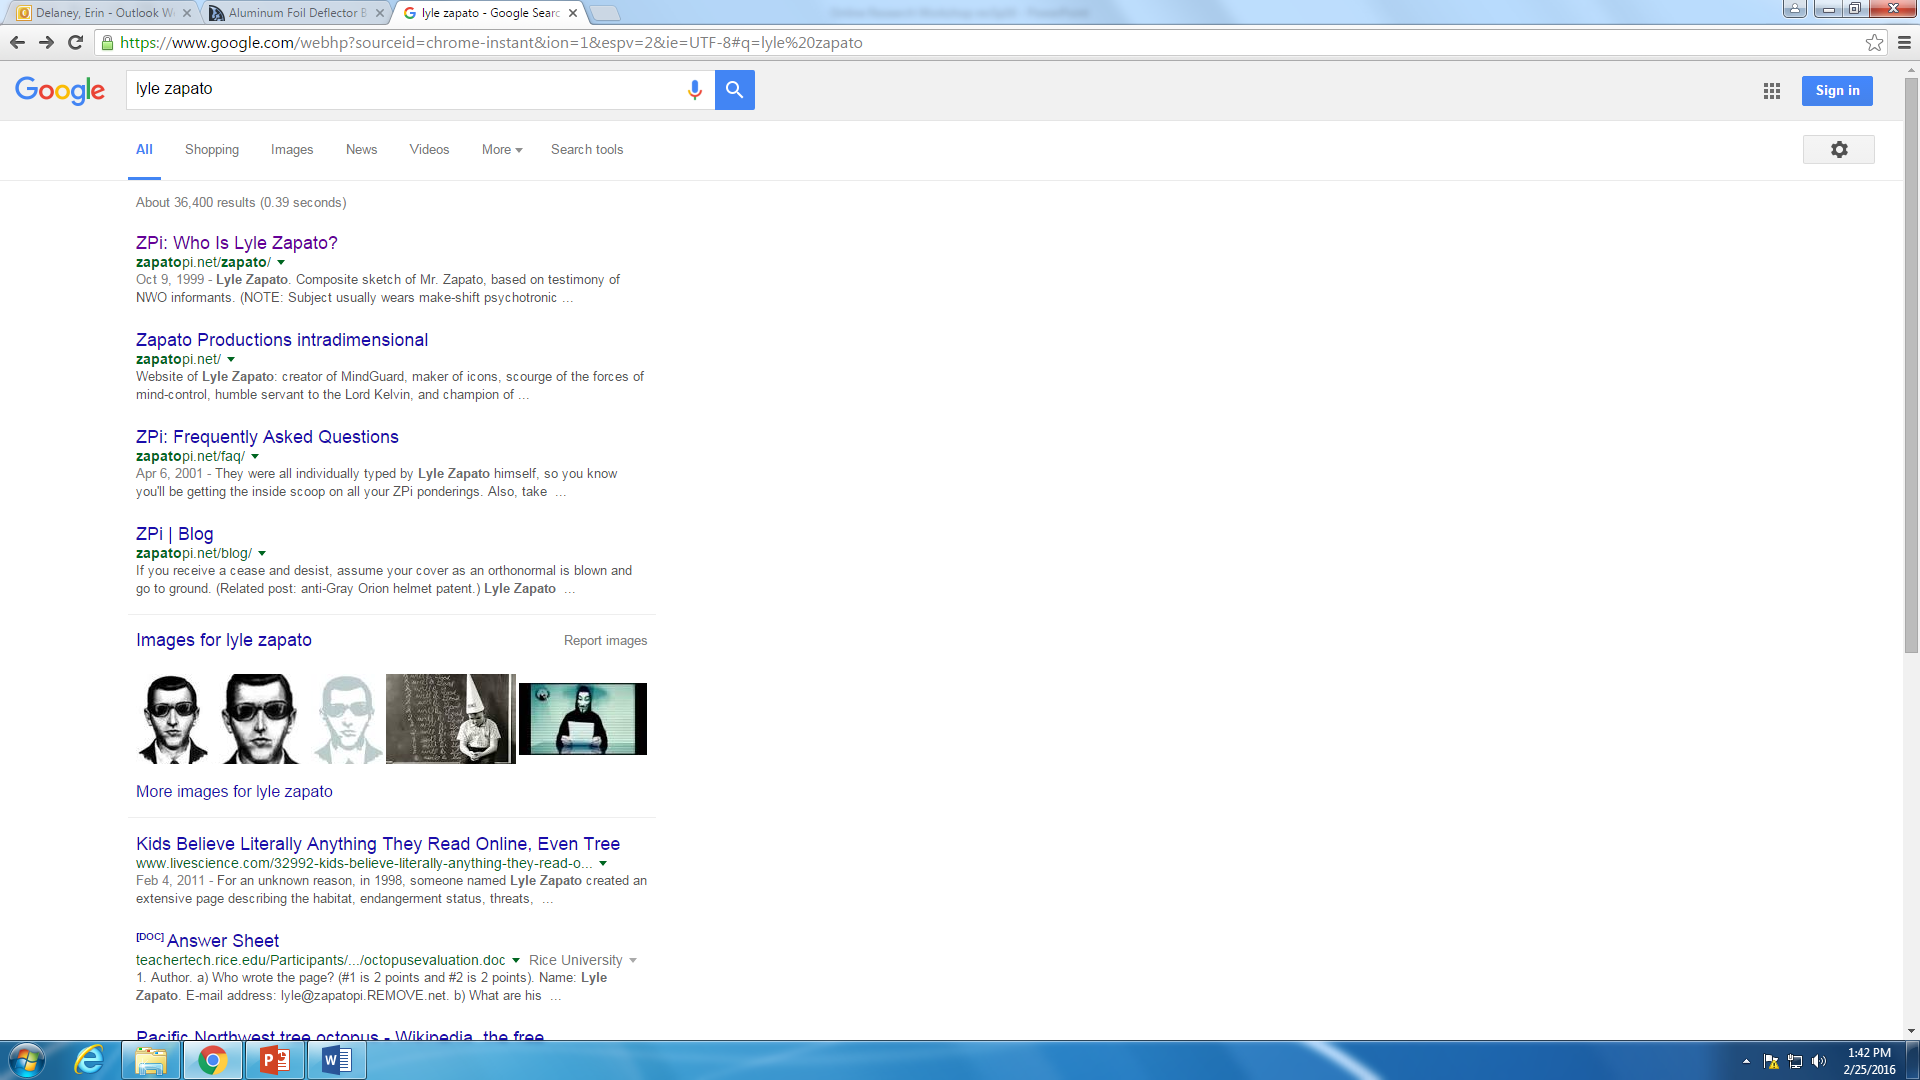 Delaney, Erin - Outlook W
Aluminum Foil Deflector B
lyle zapato - Google Searc
https://www.google.com/webhp?sourceid=chrome-instant&ion=1&espv=2&ie=UTF-8#q=lyle%20zapato
Google
lyle zapato
Sign in
All Shopping Images News Videos More Search tools
About 36,400 results (0.39 seconds)
ZPi: Who Is Lyle Zapato?
zapatopi.net/zapato/
Oct 9, 1999 - Lyle Zapato. Composite sketch of Mr. Zapato, based on testimony of
NWO informants. (NOTE: Subject usually wears make-shift psychotronic ...
Zapato Productions intradimensional
zapatopi.net/
Website of Lyle Zapato: creator of MindGuard, maker of icons, scourge of the forces of
mind-control, humble servant to the Lord Kelvin, and champion of ...
ZPi: Frequently Asked Questions
zapatopi.net/faq/
Apr 6, 2001 - They were all individually typed by Lyle Zapato himself, so you know
you'll be getting the inside scoop on all your ZPi ponderings. Also, take ...
ZPi | Blog
zapatopi.net/blog/
If you receive a cease and desist, assume your cover as an orthonormal is blown and
go to ground. (Related post: anti-Gray Orion helmet patent.) Lyle Zapato ...
Images for lyle zapato Report images
More images for lyle zapato
Kids Believe Literally Anything They Read Online, Even Tree
www.livescience.com/32992-kids-believe-literally-anything-they-read-o...
Feb 4, 2011 - For an unknown reason, in 1998, someone named Lyle Zapato created an
extensive page describing the habitat, endangerment status, threats, ...
[DOC] Answer Sheet
teachertech.rice.edu/Participants/.../octopusevaluation.doc Rice University
1. Author. a) Who wrote the page? (#1 is 2 points and #2 is 2 points). Name: Lyle
Zapato. E-mail address: lyle@zapatopi.REMOVE.net. b) What are his ...
Pacific Northwest tree octopus - Wikipedia, the free
1:42 PM
2/25/2016